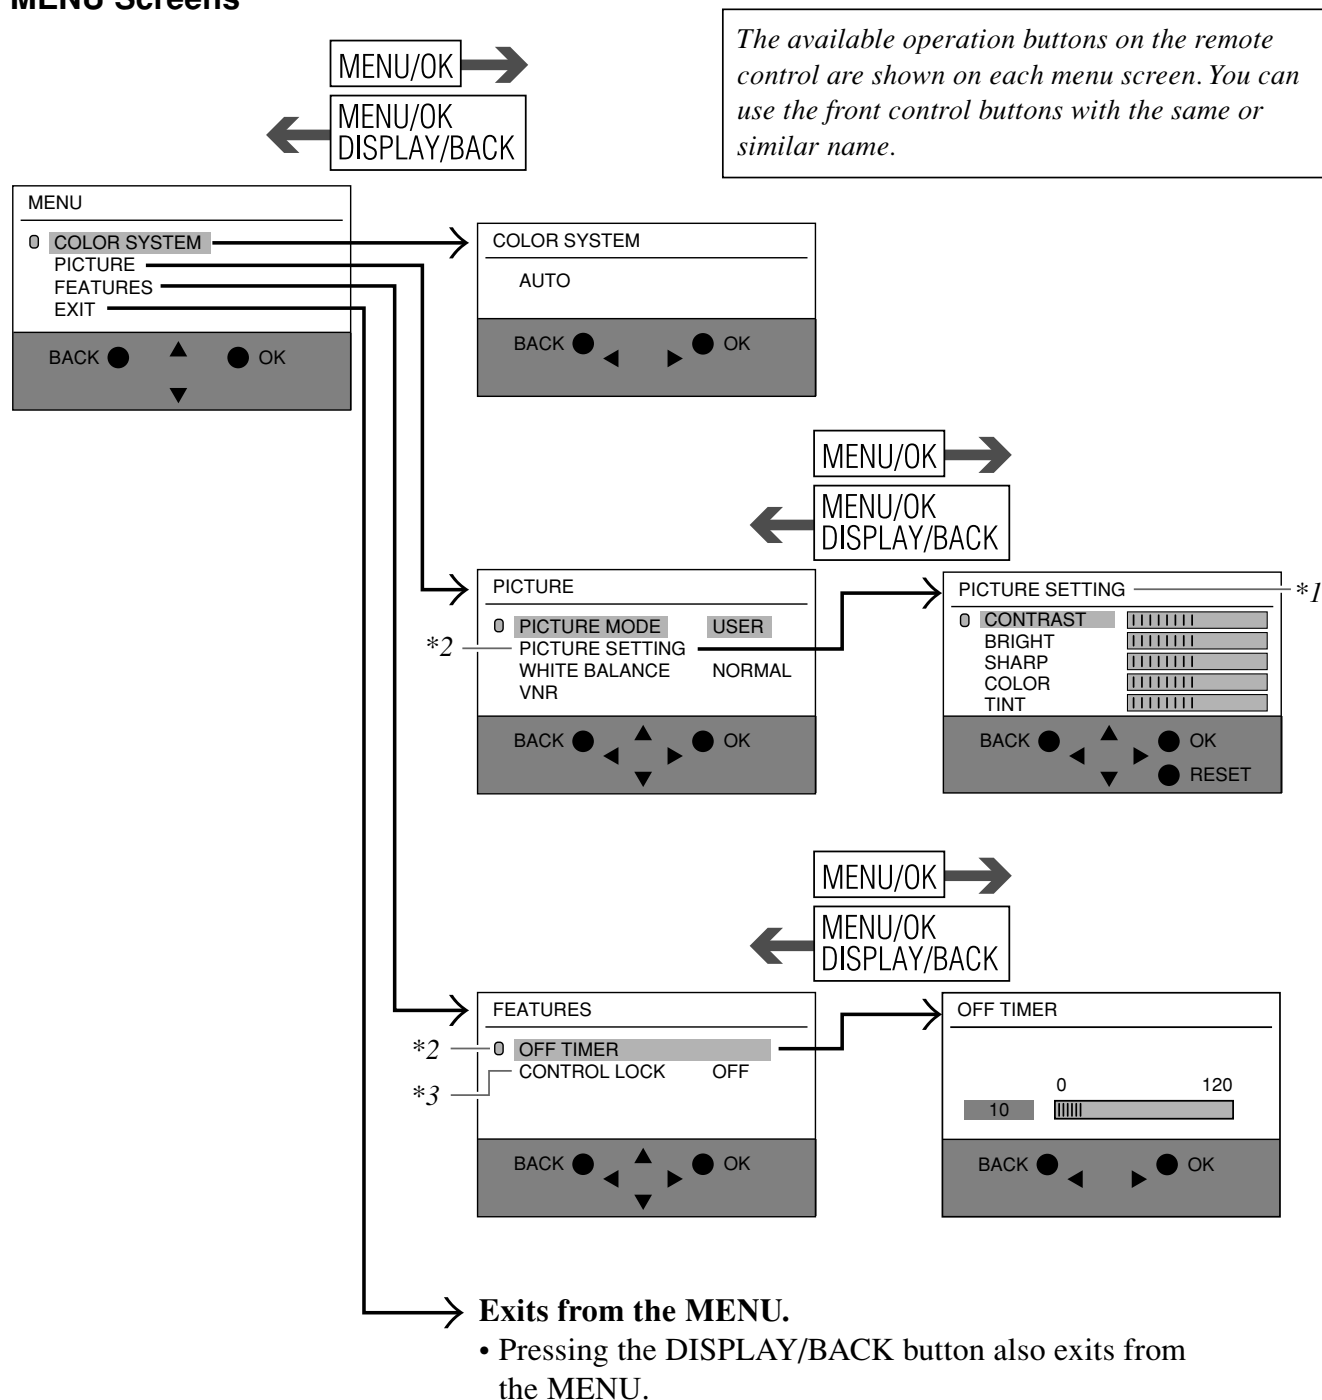 MENU Screens
The available operation buttons on the remote
control are shown on each menu screen. You can
use the front control buttons with the same or
similar name.
MENU/OK
MENU/OK
DISPLAY/BACK
MENU
COLOR SYSTEM
PICTURE
FEATURES
EXIT
BACK OK
COLOR SYSTEM
AUTO
BACK OK
MENU/OK
MENU/OK
DISPLAY/BACK
PICTURE
PICTURE MODE USER
*2 PICTURE SETTING
WHITE BALANCE NORMAL
VNR
BACK OK
PICTURE SETTING *1
CONTRAST
BRIGHT
SHARP
COLOR
TINT
BACK OK
RESET
MENU/OK
MENU/OK
DISPLAY/BACK
FEATURES
*2 OFF TIMER
*3 CONTROL LOCK OFF
BACK OK
OFF TIMER
0 120
10
BACK OK
Exits from the MENU.
• Pressing the DISPLAY/BACK button also exits from
the MENU.